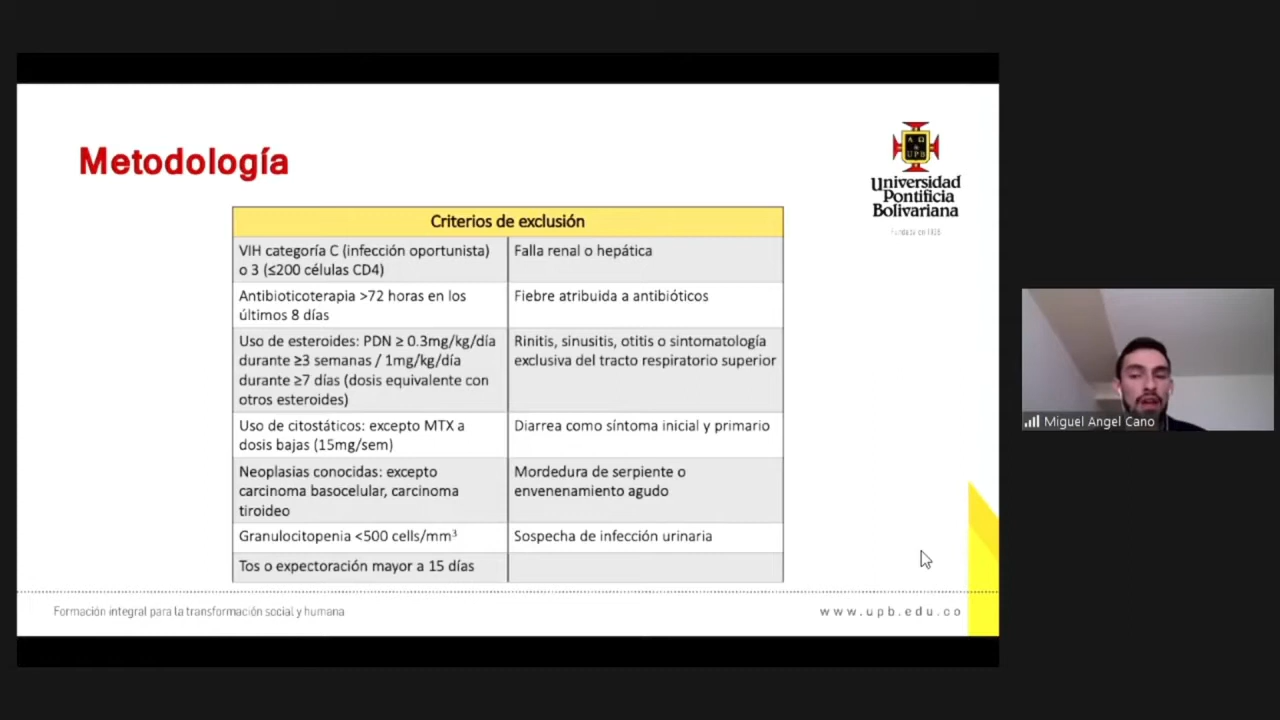 Metodología
Α Ω
&
UPB
Universidad
Pontificia
Bolivariana
Fundada en 1936
Criterios de exclusión
VIH categoría C (infección oportunista)
o 3 (≤200 células CD4)
Falla renal o hepática
Antibioticoterapia >72 horas en los
últimos 8 días
Fiebre atribuida a antibióticos
Uso de esteroides: PDN ≥ 0.3mg/kg/día
durante ≥3 semanas / 1mg/kg/día
durante ≥7 días (dosis equivalente con
otros esteroides)
Rinitis, sinusitis, otitis o sintomatología
exclusiva del tracto respiratorio superior
Uso de citostáticos: excepto MTX a
dosis bajas (15mg/sem)
Diarrea como síntoma inicial y primario
Neoplasias conocidas: excepto
carcinoma basocelular, carcinoma
tiroideo
Mordedura de serpiente o
envenenamiento agudo
Granulocitopenia <500 cells/mm³
Sospecha de infección urinaria
Tos o expectoración mayor a 15 días
Formación integral para la transformación social y humana
www.upb.edu.co
Miguel Angel Cano